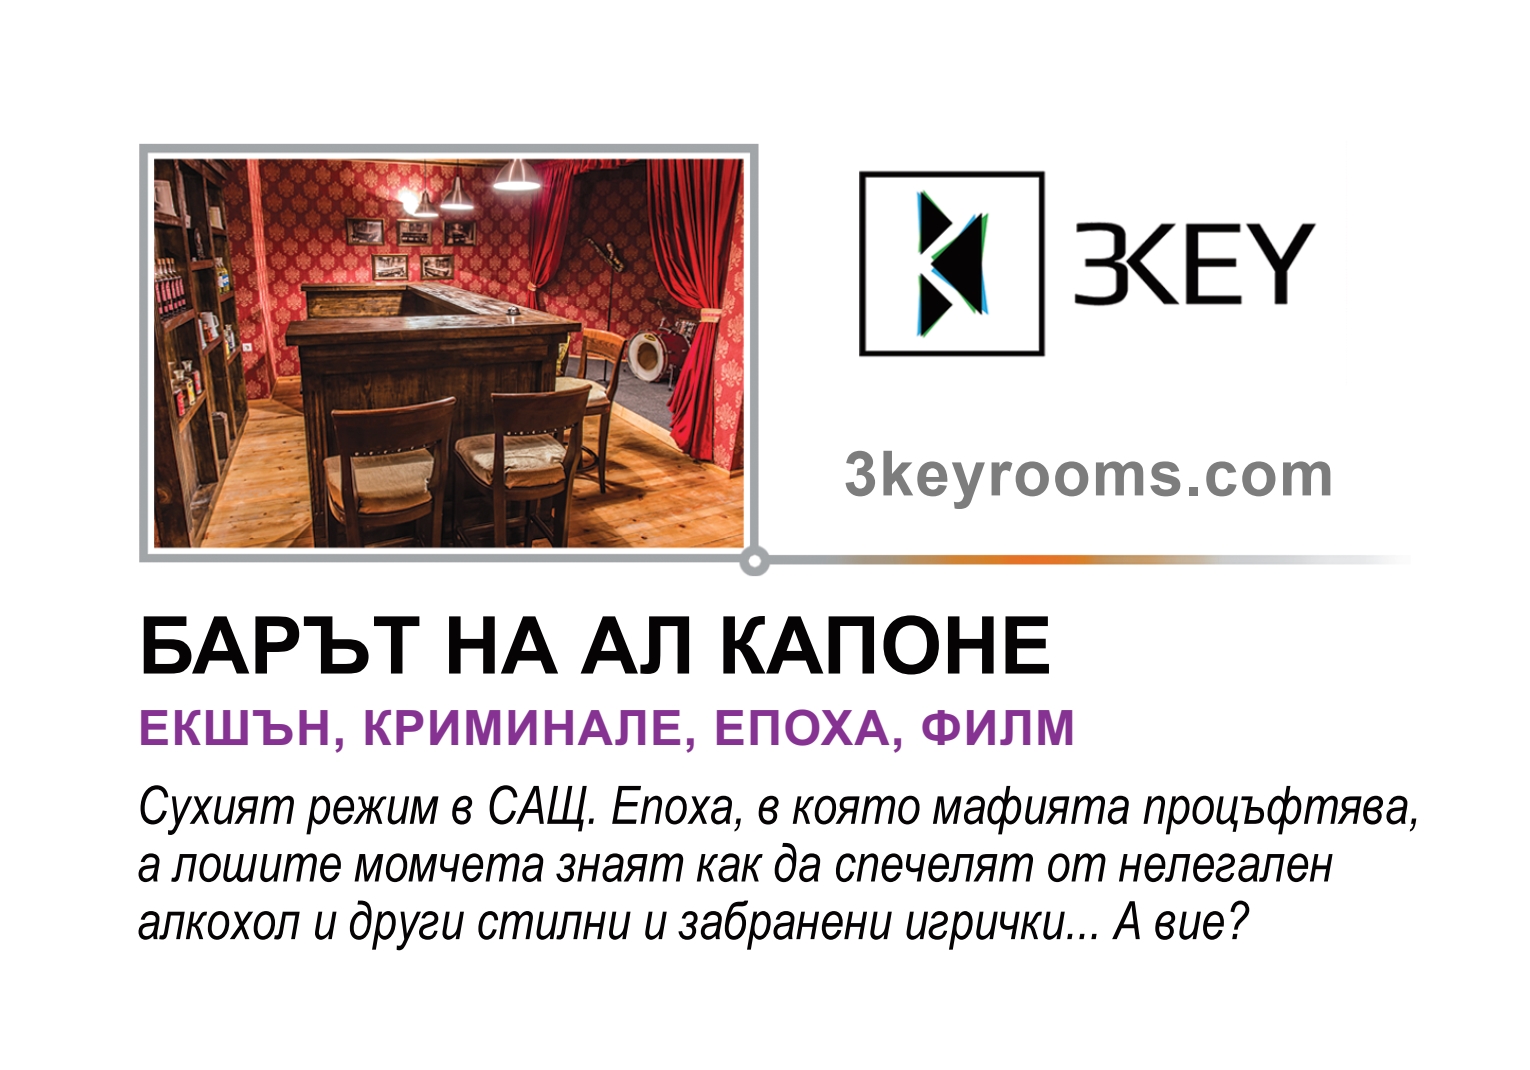 3KEY
3keyrooms.com
БАРЪТ НА АЛ КАПОНЕ
ЕКШЪН, КРИМИНАЛЕ, ЕПОХА, ФИЛМ
Сухият режим в САЩ. Епоха, в която мафията процъфтява,
а лошите момчета знаят как да спечелят от нелегален
алкохол и други стилни и забранени игрички... А вие?